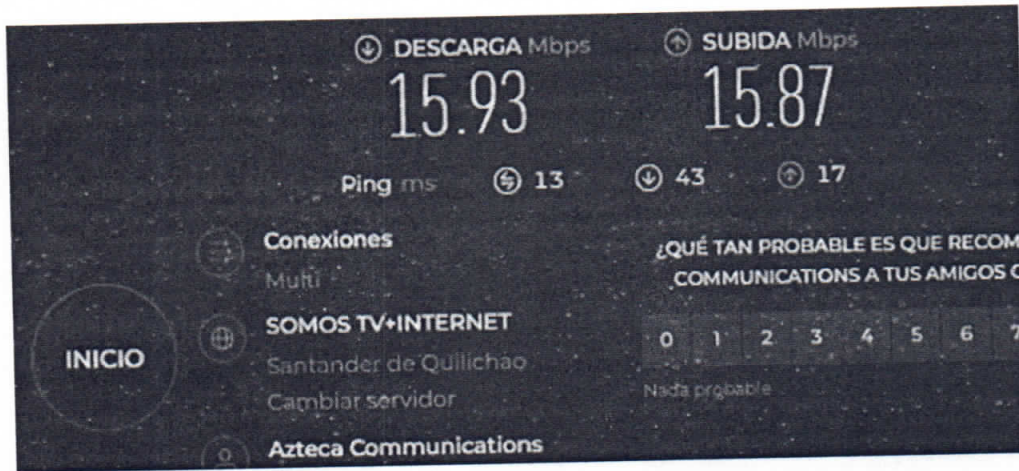 DESCARGA Mbps
SUBIDA Mbps
15.93
15.87
Ping ms
13
43
17
Conexiones
Multi
SOMOS TV+INTERNET
Santander de Quilichao
Cambiar servidor
INICIO
Azteca Communications
¿QUÉ TAN PROBABLE ES QUE RECOM
COMMUNICATIONS A TUS AMIGOS
0 1 2 3 4 5 6 7
Nada probable